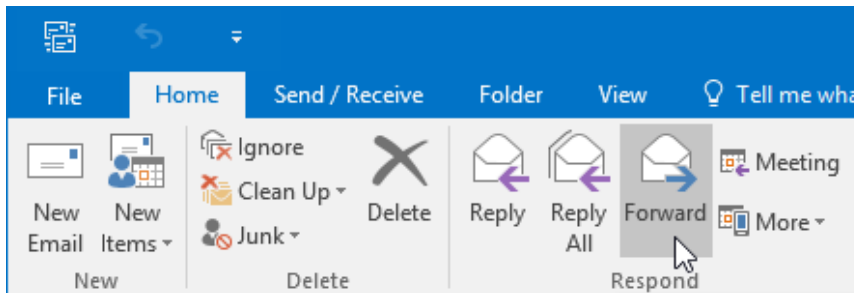 File Home Send / Receive Folder View Tell me wha
Ignore
Clean Up
Junk
New Email
New Items
Delete
Reply
Reply All
Forward
Meeting
More
New Delete Respond